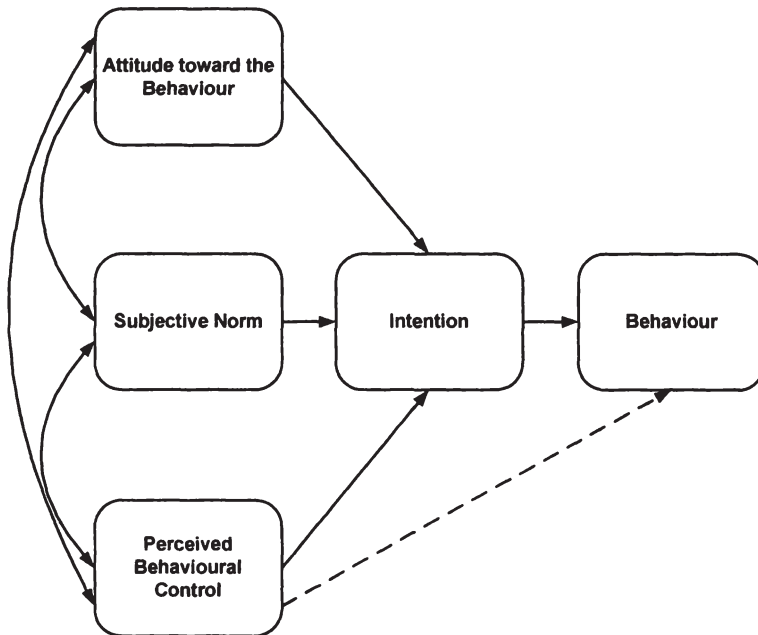 Attitude toward the
Behaviour
Subjective Norm
Intention
Behaviour
Perceived
Behavioural
Control